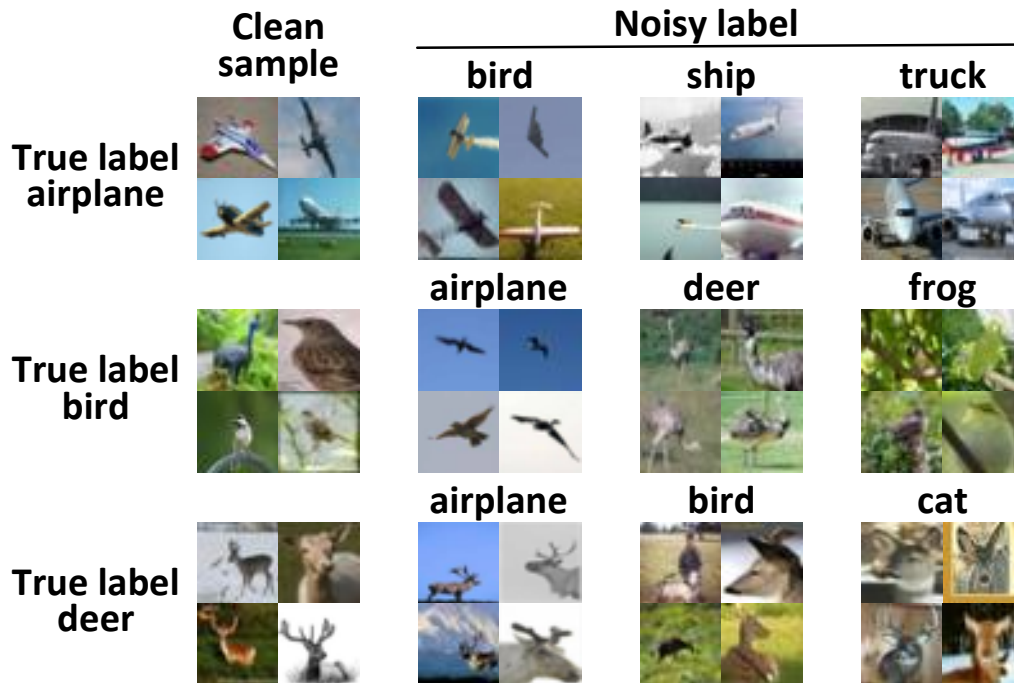 Clean
sample
Noisy label
bird
ship
truck
True label
airplane
airplane
deer
frog
True label
bird
airplane
bird
cat
True label
deer